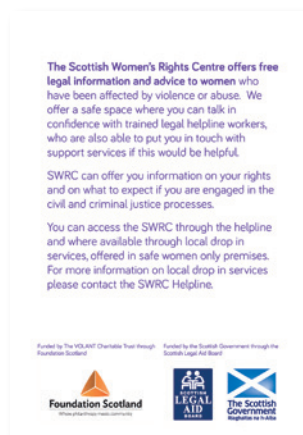 The Scottish Women's Rights Centre offers free
legal information and advice to women who
have been affected by violence or abuse. We
offer a safe space where you can talk in
confidence with trained legal helpline workers,
who are also able to put you in touch with
support services if this would be helpful.
SWRC can offer you information on your rights
and on what to expect if you are engaged in the
civil and criminal justice processes.
You can access the SWRC through the helpline
and where available through local drop in
services, offered in safe women only premises.
For more information on local drop in services
please contact the SWRC Helpline.
Funded by The VOLANT Charitable Trust through
Foundation Scotland
Funded by the Scottish Government through the
Scottish Legal Aid Board
Foundation Scotland
Where philanthropy meets community
SCOTTISH
LEGAL
AID
BOARD
The Scottish
Government
Riaghaltas na h-Alba